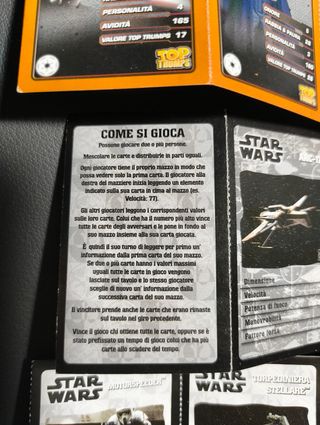 PERSONALITÀ 4
AVIDITÀ 165
VALORE TOP TRUMPS 17
TOP TRUMPS
TOP TRUMPS
COME SI GIOCA
Possono giocare due o più persone.
Mescolare le carte e distribuirle in parti uguali.
Ogni giocatore tiene il proprio mazzo in modo che
possa vedere solo la prima carta. Il giocatore alla
destra del mazziere inizia leggendo un elemento
indicato sulla sua carta in cima al mazzo (es.
Velocità: 77).
Gli altri giocatori leggono i corrispondenti valori
sulle loro carte. Colui che ha il numero più alto vince
tutte le carte degli avversari e le pone in fondo al
suo mazzo insieme alla sua carta giocata.
È quindi il suo turno di leggere per primo un'
informazione dalla prima carta del suo mazzo.
Se due o più carte hanno i valori massimi
uguali tutte le carte in gioco vengono
lasciate sul tavolo e lo stesso giocatore
sceglie di nuovo un' informazione dalla
successiva carta del suo mazzo.
Il vincitore prende anche le carte che erano rimaste
sul tavolo nel giro precedente.
Vince il gioco chi ottiene tutte le carte, oppure se è
stato prefissato un tempo di gioco colui che ha più
carte allo scadere del tempo.
STAR WARS
Dimensione
Velocità
Potenza di fuoco
Manovrabilità
Fattore forza
STAR WARS
MOTORSPEEDER
STAR WARS
TORPEDINIERA
STELLARE